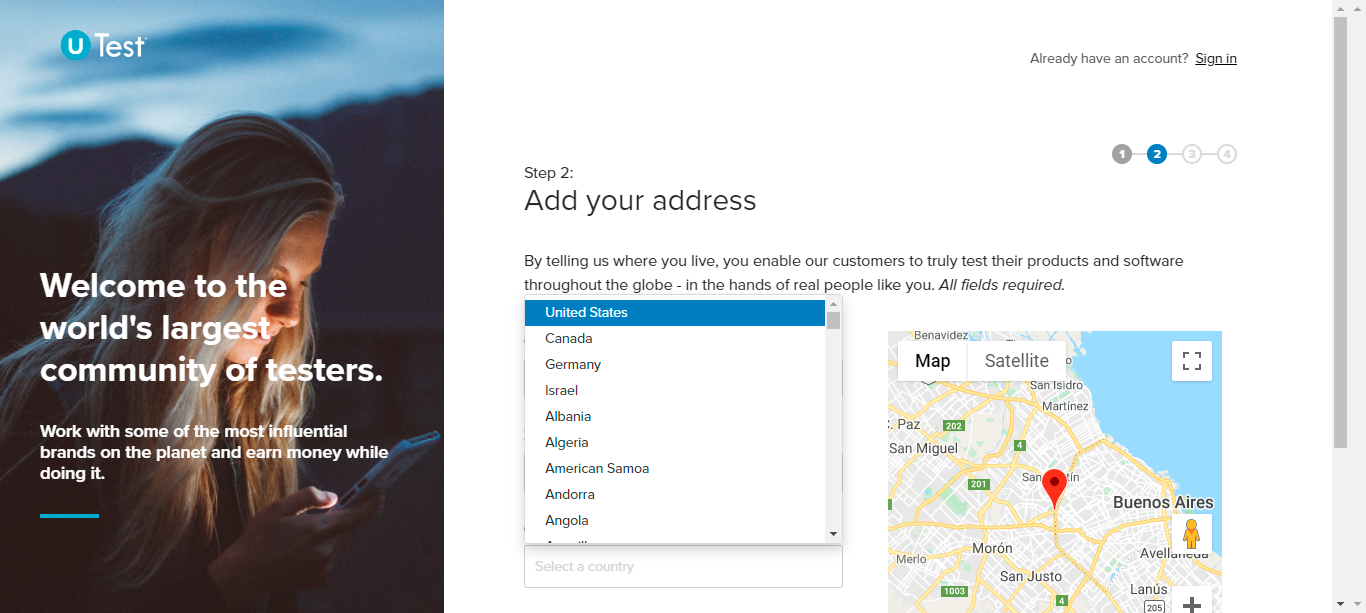 U Test
Already have an account? Sign in
1 2 3 4
Step 2:
Add your address
By telling us where you live, you enable our customers to truly test their products and software
throughout the globe - in the hands of real people like you. All fields required.
Welcome to the
world's largest
community of testers.
Work with some of the most influential
brands on the planet and earn money while
doing it.
United States
Canada
Germany
Israel
Albania
Algeria
American Samoa
Andorra
Angola
Select a country
Benavidez
Map
Satellite
San Isidro
Martínez
C. Paz
202
4
San Miguel
201
Buenos Aires
Morón
Avellaneda
Merlo
San Justo
Lanús
1003
4
205